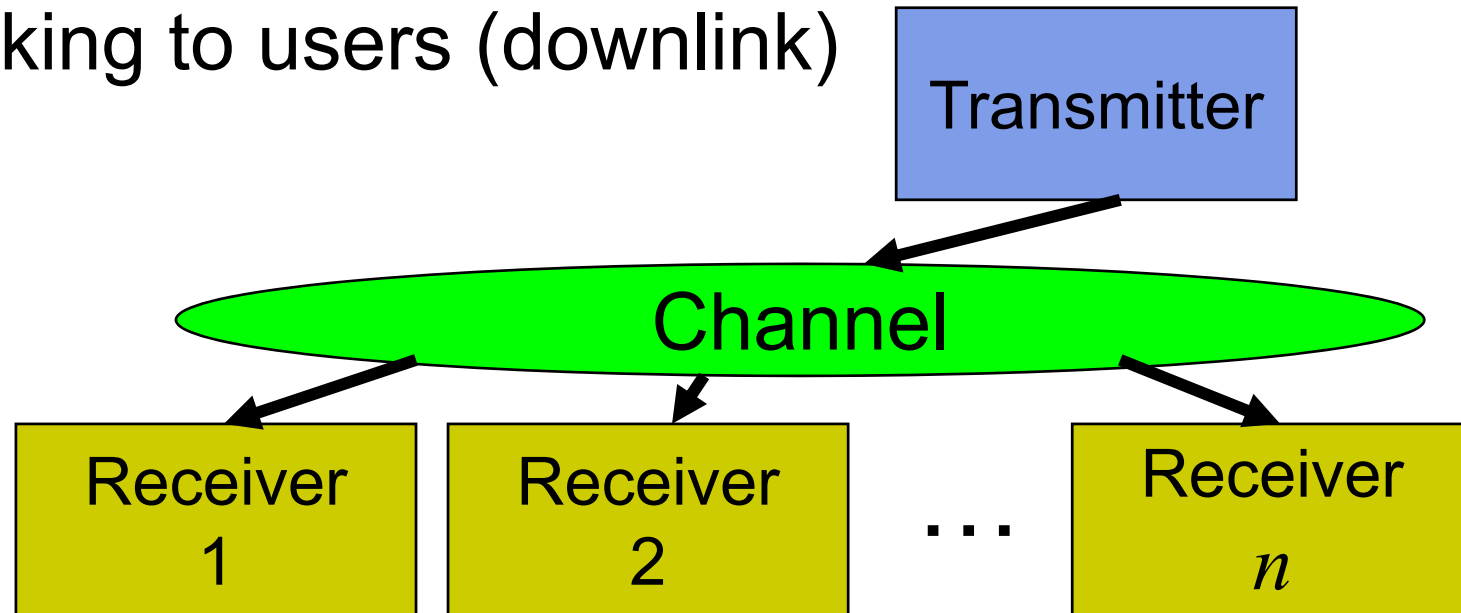 king to users (downlink)
Transmitter
Channel
Receiver
1
Receiver
2
...
Receiver
n